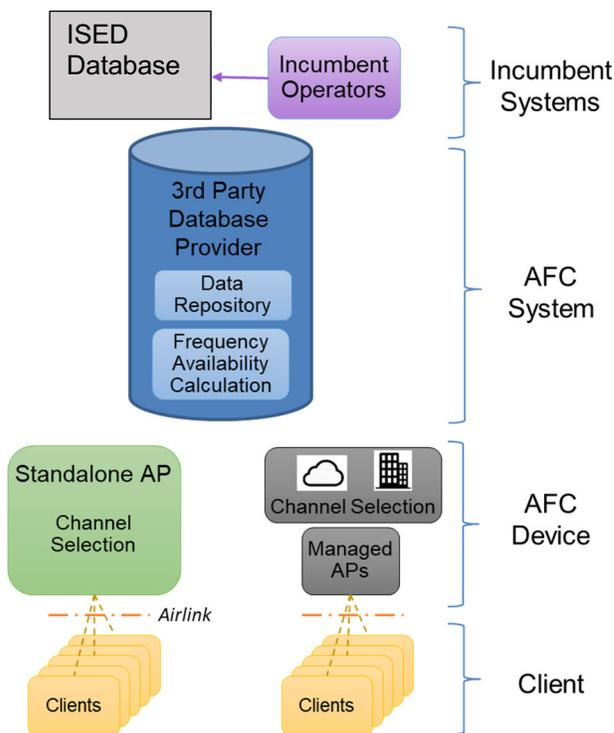 ISED
Database
Incumbent
Operators
Incumbent
Systems
3rd Party
Database
Provider
Data
Repository
Frequency
Availability
Calculation
AFC
System
Standalone AP
Channel
Selection
Channel Selection
Managed
APs
AFC
Device
Airlink
Clients
Clients
Client